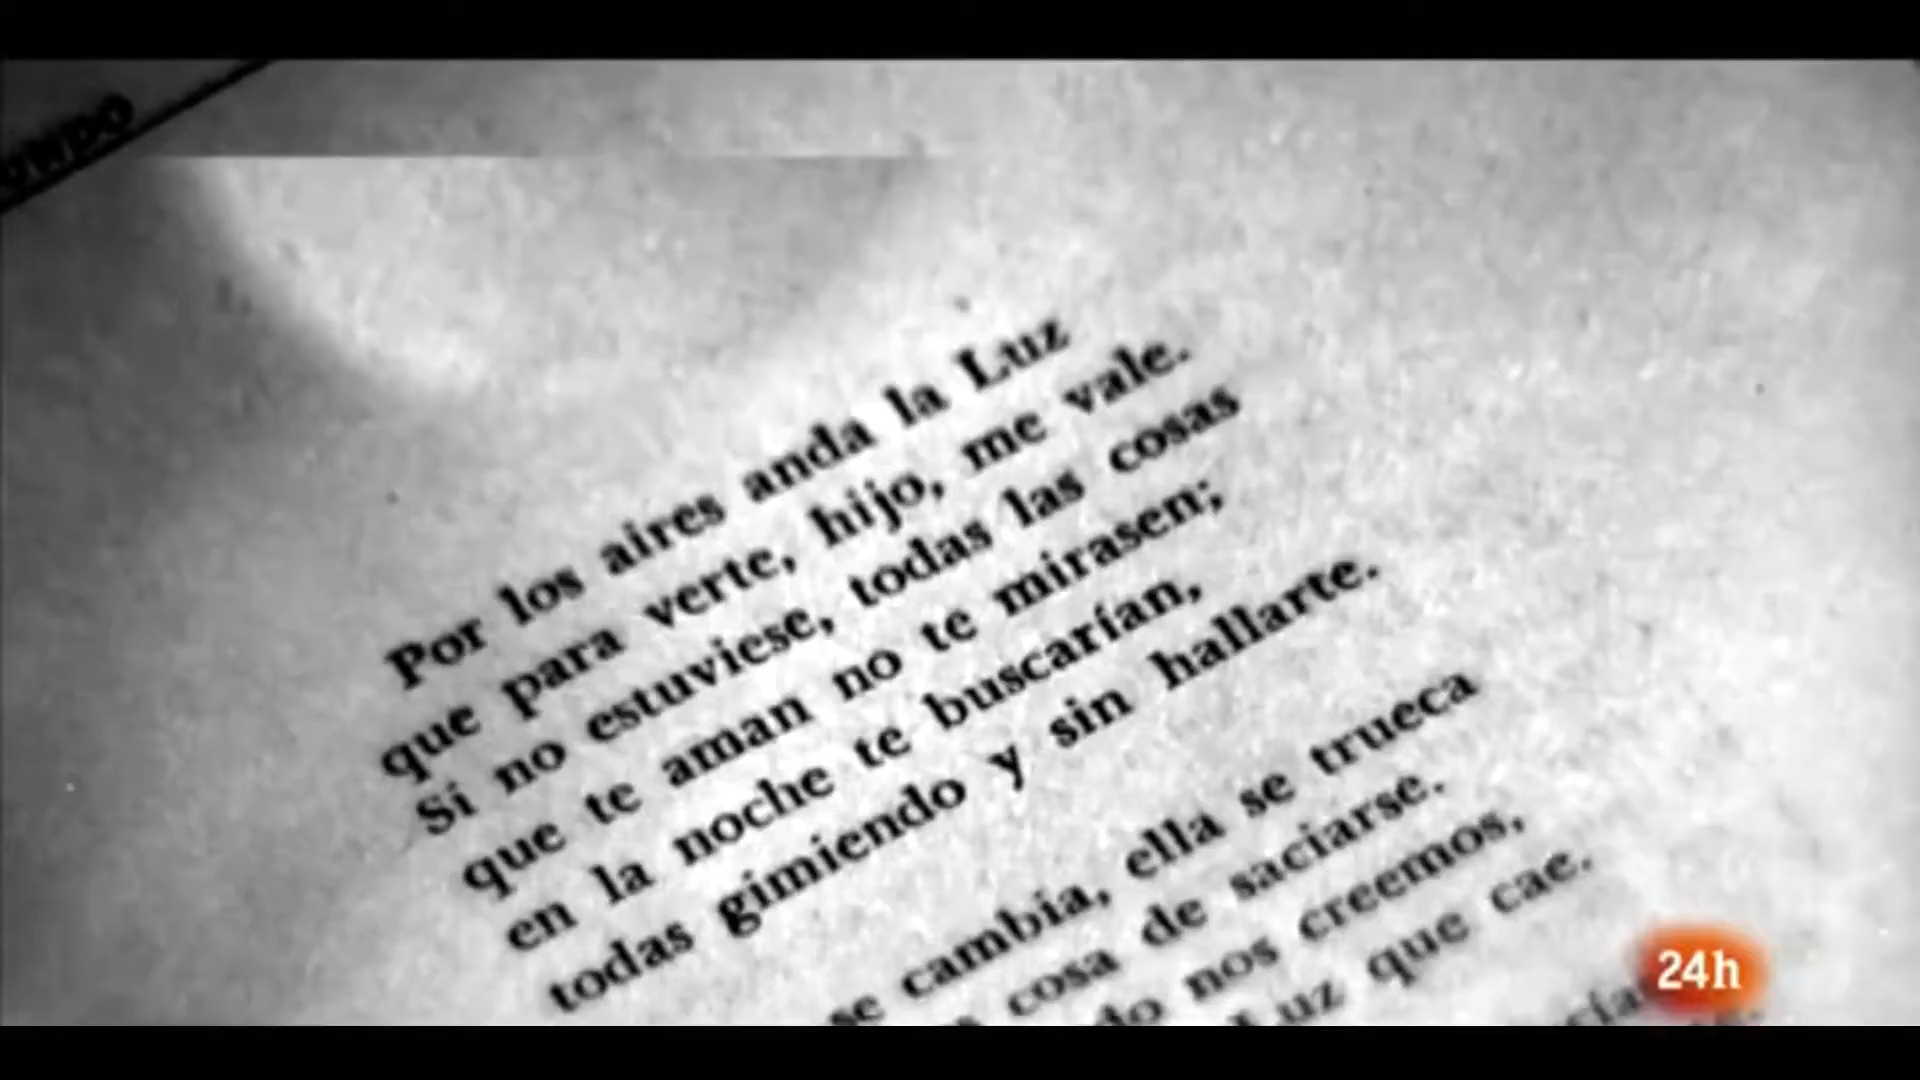 Por los aires anda la Luz
que para verte, hijo, me vale.
Si no estuviese, todas las cosas
que te aman no te mirasen;
en la noche te buscarían,
todas gimiendo y sin hallarte.
se cambia, ella se trueca
cosa de saciarse.
nos creemos,
Luz que cae.
24h